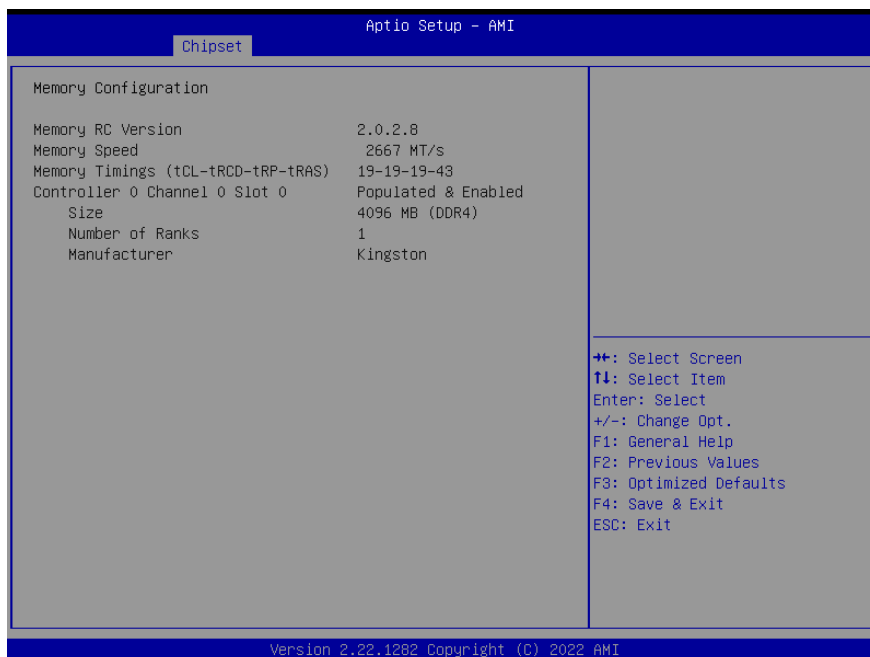 Aptio Setup – AMI
Chipset
Memory Configuration
Memory RC Version 2.0.2.8
Memory Speed 2667 MT/s
Memory Timings (tCL-tRCD-tRP-tRAS) 19-19-19-43
Controller 0 Channel 0 Slot 0 Populated & Enabled
Size 4096 MB (DDR4)
Number of Ranks 1
Manufacturer Kingston
→←: Select Screen
↑↓: Select Item
Enter: Select
+/-: Change Opt.
F1: General Help
F2: Previous Values
F3: Optimized Defaults
F4: Save & Exit
ESC: Exit
Version 2.22.1282 Copyright (C) 2022 AMI